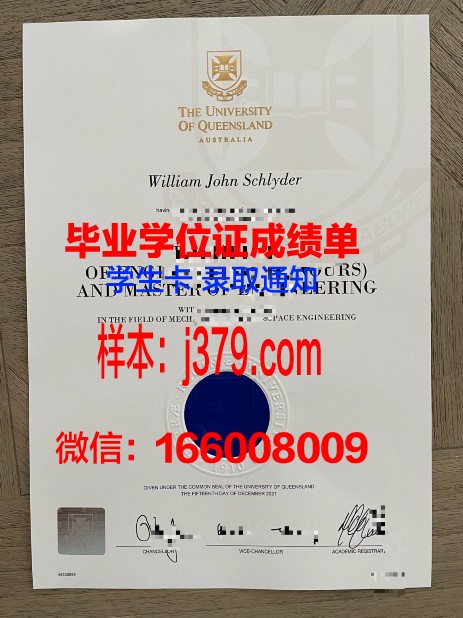 THE UNIVERSITY
OF QUEENSLAND
AUSTRALIA
William John Schlyder
毕业学位证成绩单
学生卡·录取通知
AND MASTER OF
IN THE FIELD OF ENGINEERING
样本：j379.com
微信：166008009
GIVEN UNDER THE COMMON SEAL OF THE UNIVERSITY OF QUEENSLAND
THE FIFTEENTH DAY OF DECEMBER 2021
CHANCELLOR
VICE-CHANCELLOR
ACADEMIC REGISTRAR